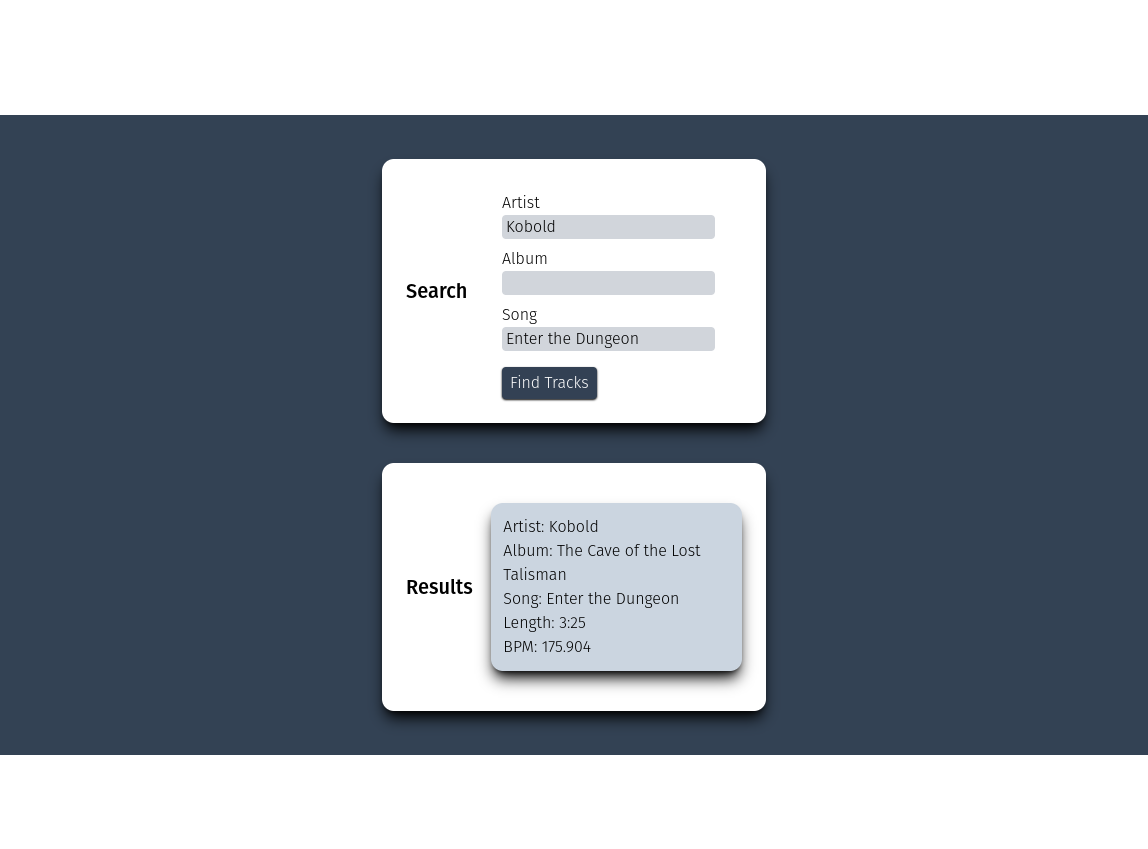 Search
Artist
Kobold
Album
Song
Enter the Dungeon
Find Tracks
Results
Artist: Kobold
Album: The Cave of the Lost
Talisman
Song: Enter the Dungeon
Length: 3:25
BPM: 175.904